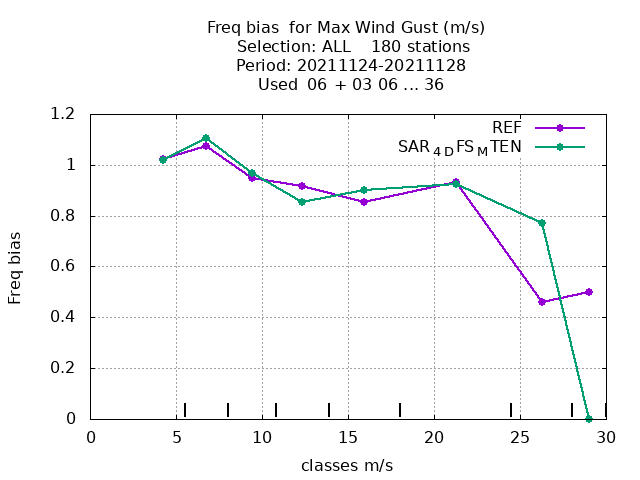 Freq bias  for Max Wind Gust (m/s)
Selection: ALL    180 stations
Period: 20211124-20211128
Used  06 + 03 06 ... 36
REF
SAR4DFSMTEN
1.2
1
0.8
0.6
0.4
0.2
0
Freq bias
0 5 10 15 20 25 30
classes m/s